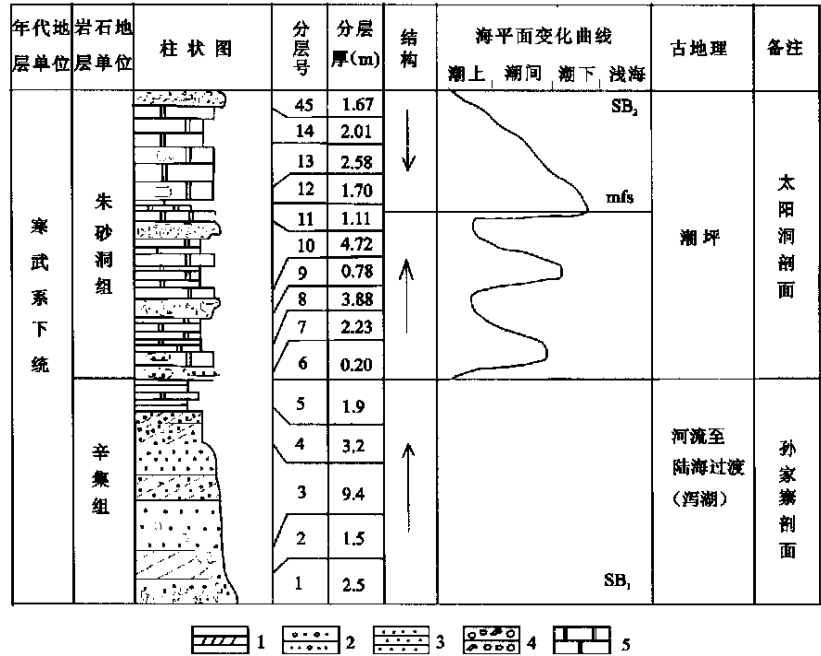 年代地层单位
岩石地层单位
柱状图
分层号
分层厚(m)
结构
海平面变化曲线
潮上 潮间 潮下 浅海
古地理
备注
寒武系下统
朱砂洞组
辛集组
45 1.67
14 2.01
13 2.58
12 1.70
11 1.11
10 4.72
9 0.78
8 3.88
7 2.23
6 0.20
5 1.9
4 3.2
3 9.4
2 1.5
1 2.5
SB₂
mfs
SB₁
潮坪
河流至
陆海过渡
(泻湖)
太阳洞剖面
孙家寨剖面
1 2 3 4 5